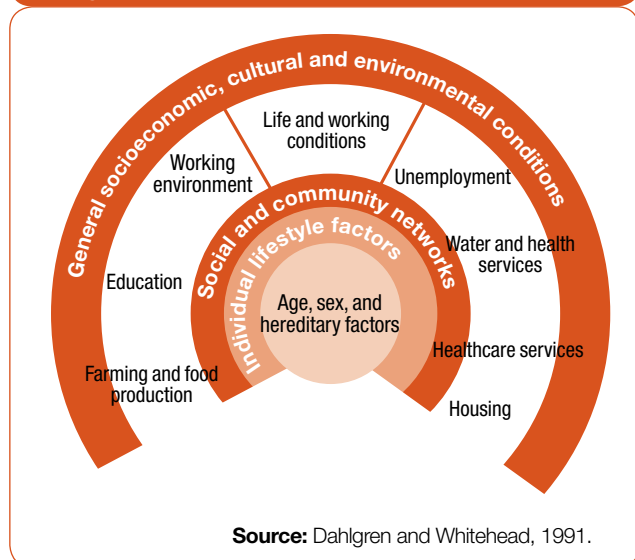 General socioeconomic, cultural and environmental conditions
Life and working
conditions
Working
environment
Unemployment
Social and community networks
Individual lifestyle factors
Water and health
services
Education
Age, sex, and
hereditary factors
Healthcare services
Farming and food
production
Housing
Source: Dahlgren and Whitehead, 1991.